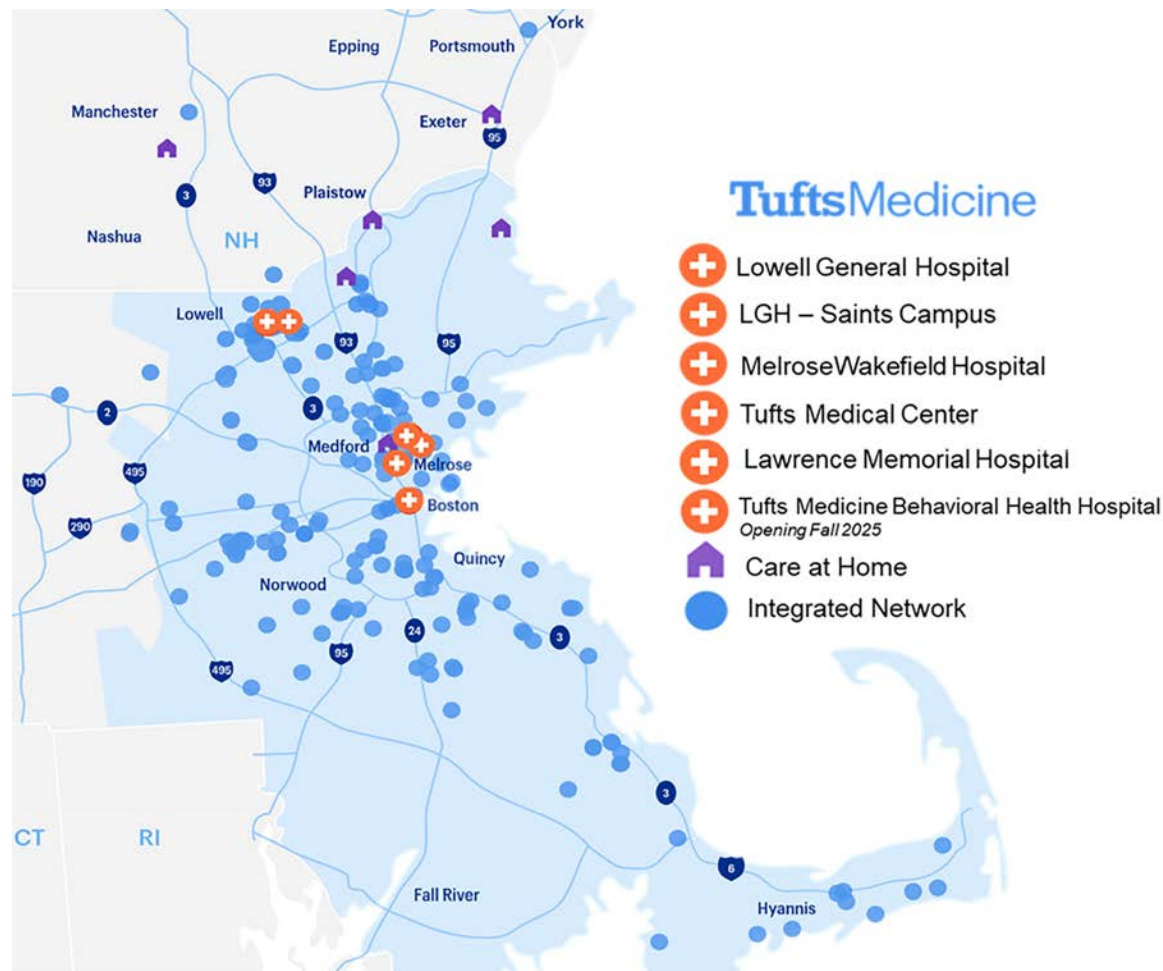 York
Epping
Portsmouth
Manchester
Exeter
95
3
93
Plaistow
Nashua
NH
Lowell
93
95
2
3
Medford
Melrose
495
190
290
Boston
Quincy
Norwood
24
3
95
495
3
CT
RI
6
Fall River
Hyannis
TuftsMedicine
Lowell General Hospital
LGH – Saints Campus
MelroseWakefield Hospital
Tufts Medical Center
Lawrence Memorial Hospital
Tufts Medicine Behavioral Health Hospital
Opening Fall 2025
Care at Home
Integrated Network